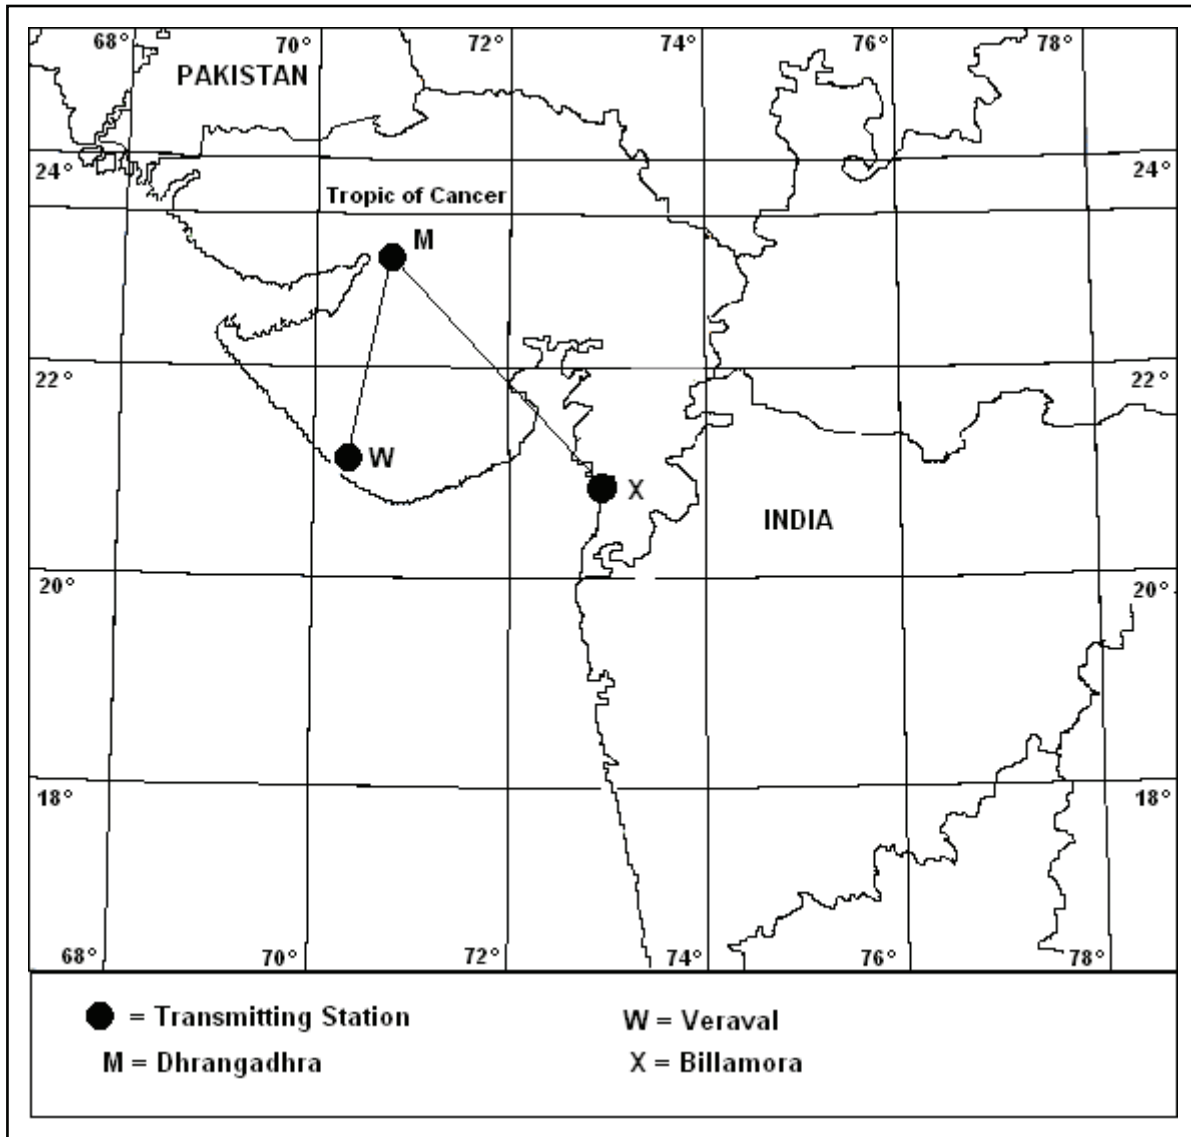 68° 70° 72° 74° 76° 78°
PAKISTAN
24° 24°
Tropic of Cancer
M
22° 22°
W
X
INDIA
20° 20°
18° 18°
68° 70° 72° 74° 76° 78°
= Transmitting Station
W = Veraval
M = Dhrangadhra
X = Billamora